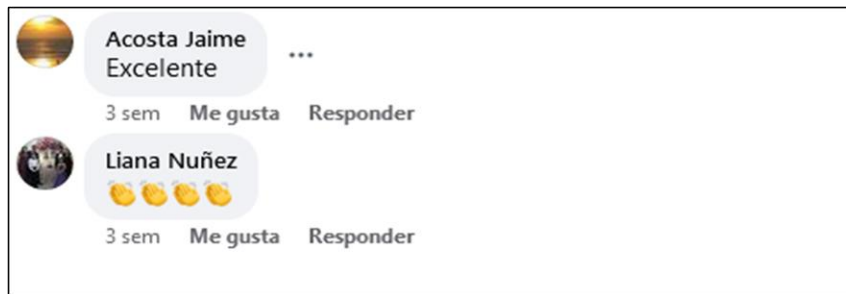 Acosta Jaime
Excelente
3 sem Me gusta Responder
Liana Nuñez
👏👏👏👏
3 sem Me gusta Responder